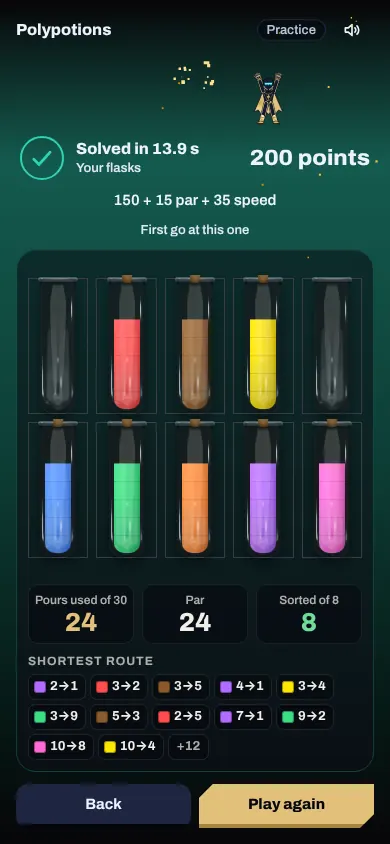 Polypotions
Practice
Solved in 13.9 s
Your flasks
200 points
150 + 15 par + 35 speed
First go at this one
Pours used of 30
24
Par
24
Sorted of 8
8
SHORTEST ROUTE
2→1 3→2 3→5 4→1 3→4
3→9 5→3 2→5 7→1 9→2
10→8 10→4 +12
Back
Play again